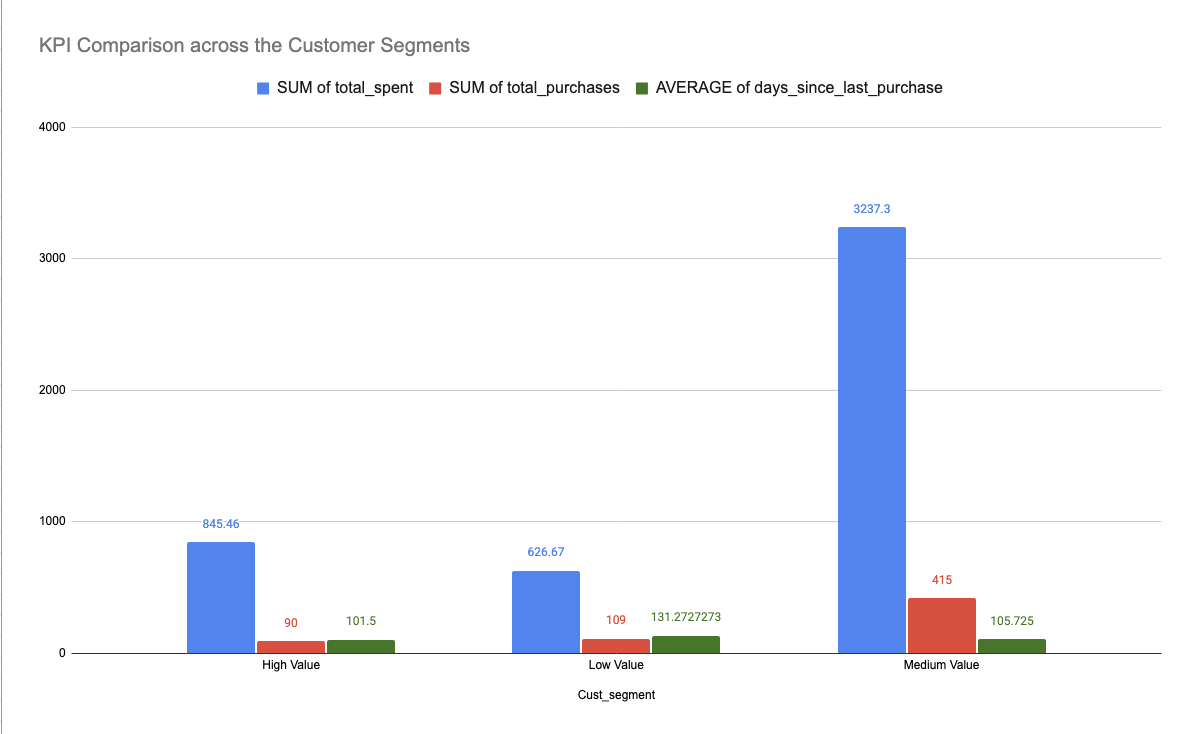 KPI Comparison across the Customer Segments
SUM of total_spent SUM of total_purchases AVERAGE of days_since_last_purchase
4000
3237.3
3000
2000
1000
845.46
626.67
415
90 101.5 109 131.2727273 105.725
0
High Value Low Value Medium Value
Cust_segment